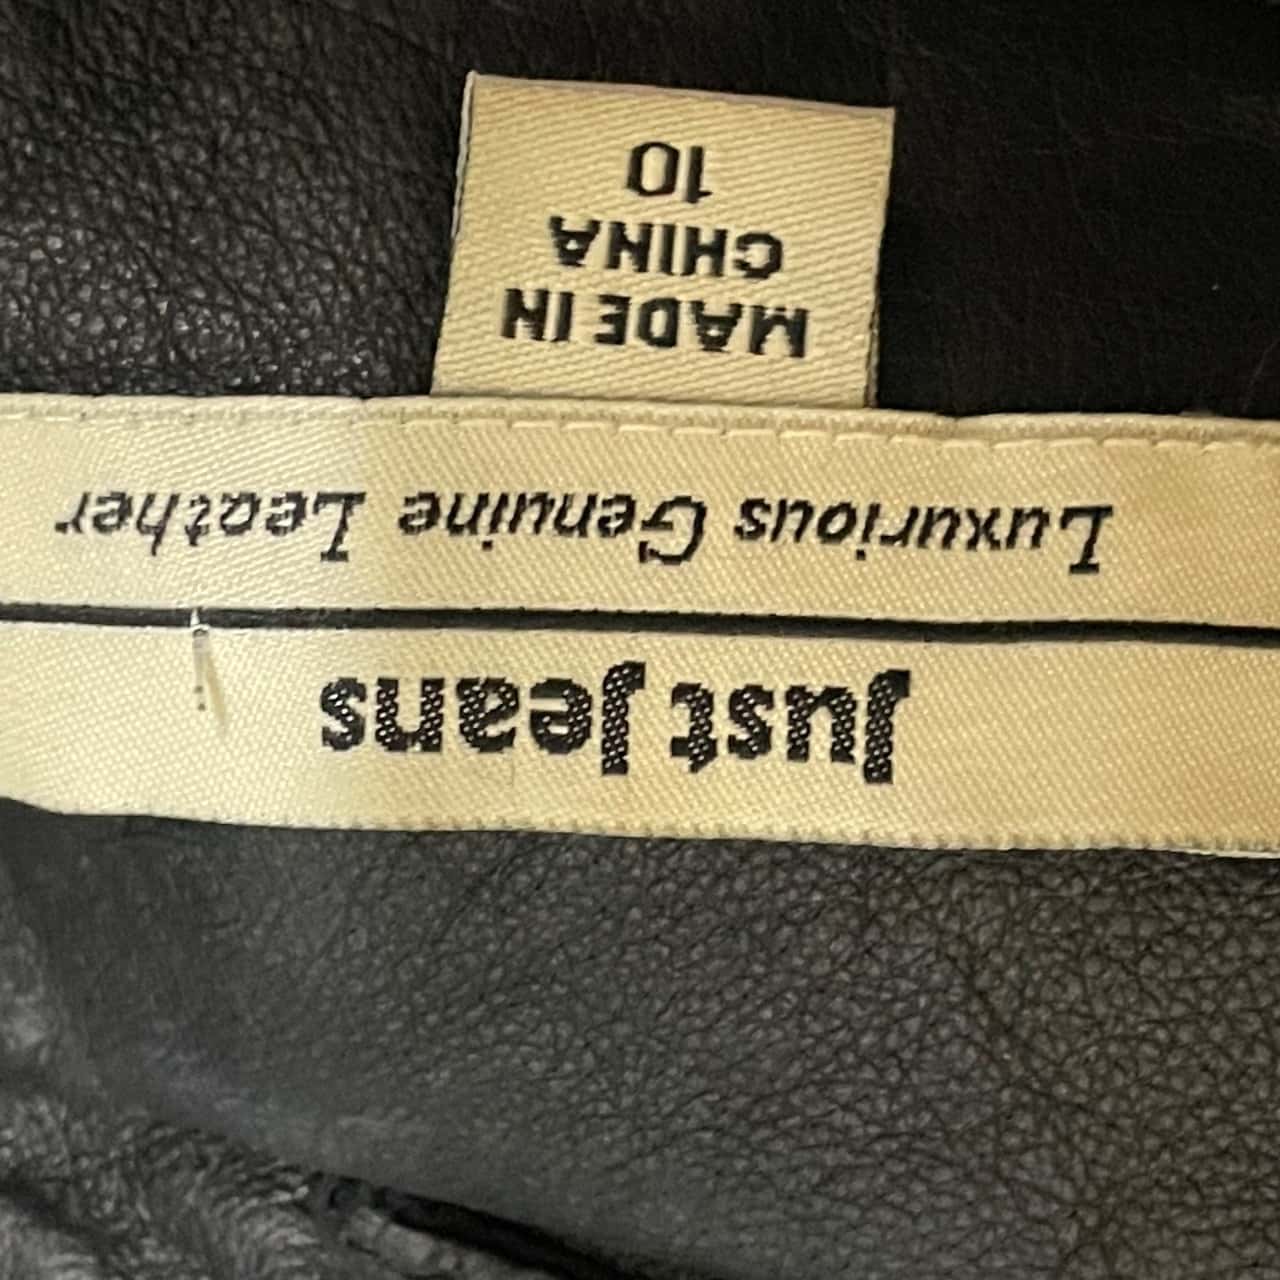 Just Jeans
Luxurious Genuine Leather
MADE IN
CHINA
10